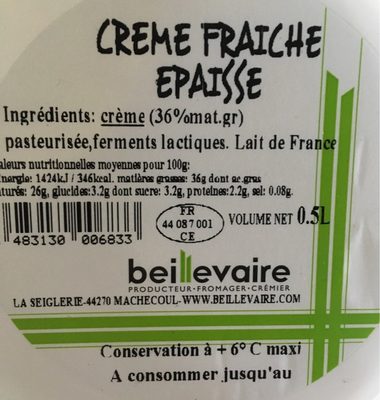 CREME FRAICHE
EPAISSE
Ingrédients: crème (36%mat.gr)
pasteurisée,ferments lactiques. Lait de France
aleurs nutritionnelles moyennes pour 100g:
Energie: 1424kJ / 346kcal. matières grasses: 36g dont ac gras
turés: 26g, glucides:3.2g dont sucre: 3.2g, proteines:2.2g, sel: 0.08g.
FR
44 087 001
CE
VOLUME NET 0.5L
483130 006833
beillevaire
PRODUCTEUR-FROMAGER-CRÉMIER
LA SEIGLERIE-44270 MACHECOUL-WWW.BEILLEVAIRE.COM
Conservation à + 6° C maxi
A consommer jusqu'au